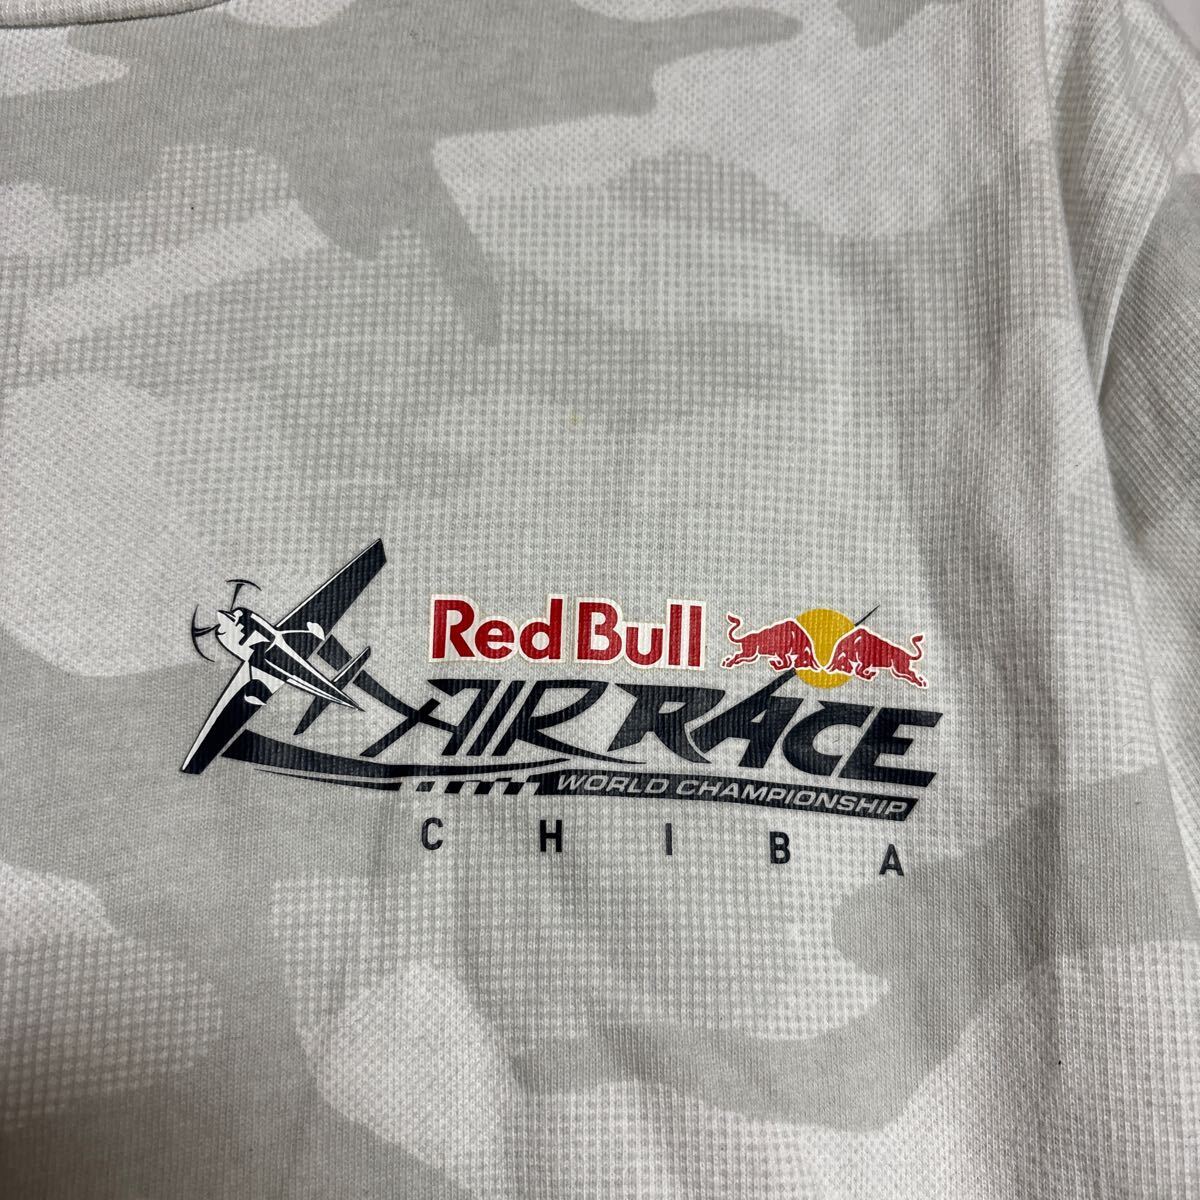 Red Bull
AIR RACE
WORLD CHAMPIONSHIP
CHIBA